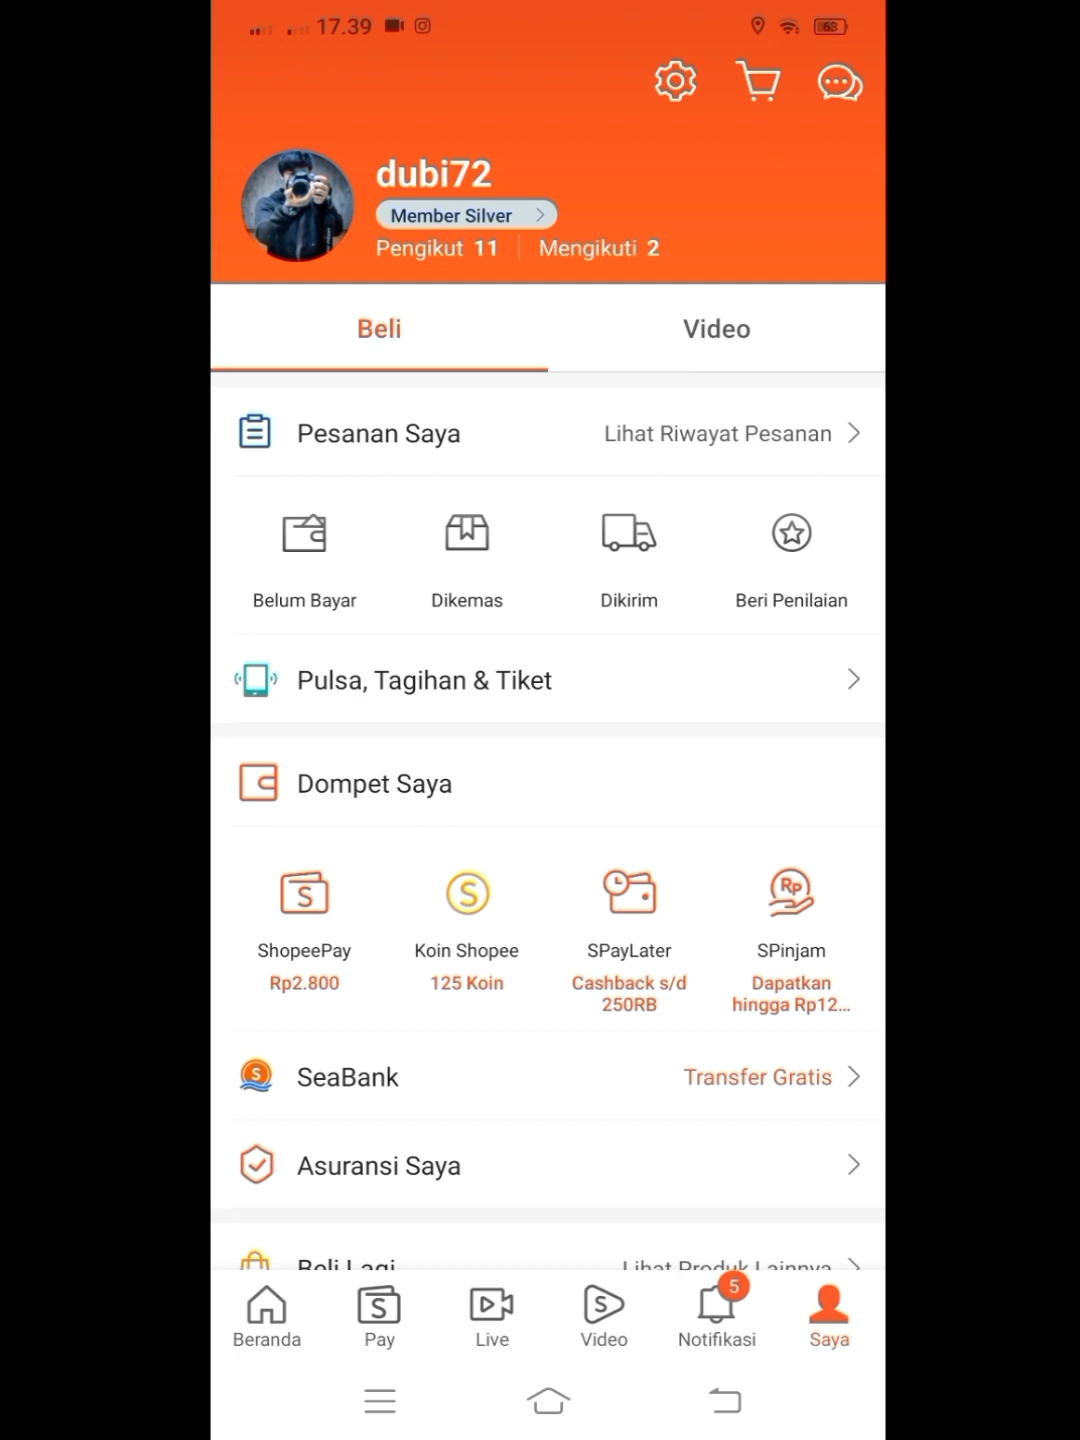 17.39
63
dubi72
Member Silver
Pengikut 11 Mengikuti 2
Beli Video
Pesanan Saya Lihat Riwayat Pesanan
Belum Bayar Dikemas Dikirim Beri Penilaian
Pulsa, Tagihan & Tiket
Dompet Saya
S S Rp
ShopeePay Koin Shopee SPayLater SPinjam
Rp2.800 125 Koin Cashback s/d Dapatkan
250RB hingga Rp12...
S SeaBank Transfer Gratis
Asuransi Saya
Beli Lagi Lihat Produk Lainnya
S S 5
Beranda Pay Live Video Notifikasi Saya